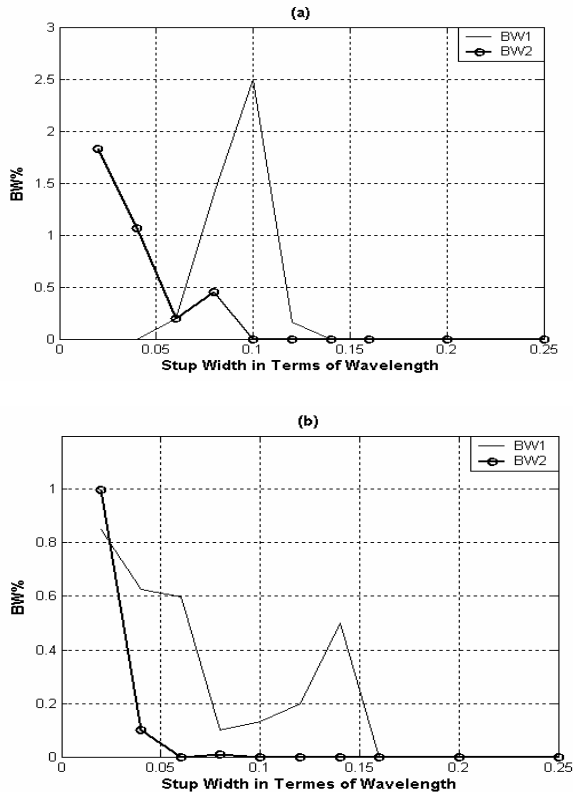 (a)
3
2.5
2
1.5
1
0.5
0
BW%
BW1
BW2
0 0.05 0.1 0.15 0.2 0.25
Stup Width in Terms of Wavelength
(b)
1
0.8
0.6
0.4
0.2
0
BW%
BW1
BW2
0 0.05 0.1 0.15 0.2 0.25
Stup Width in Termes of Wavelength